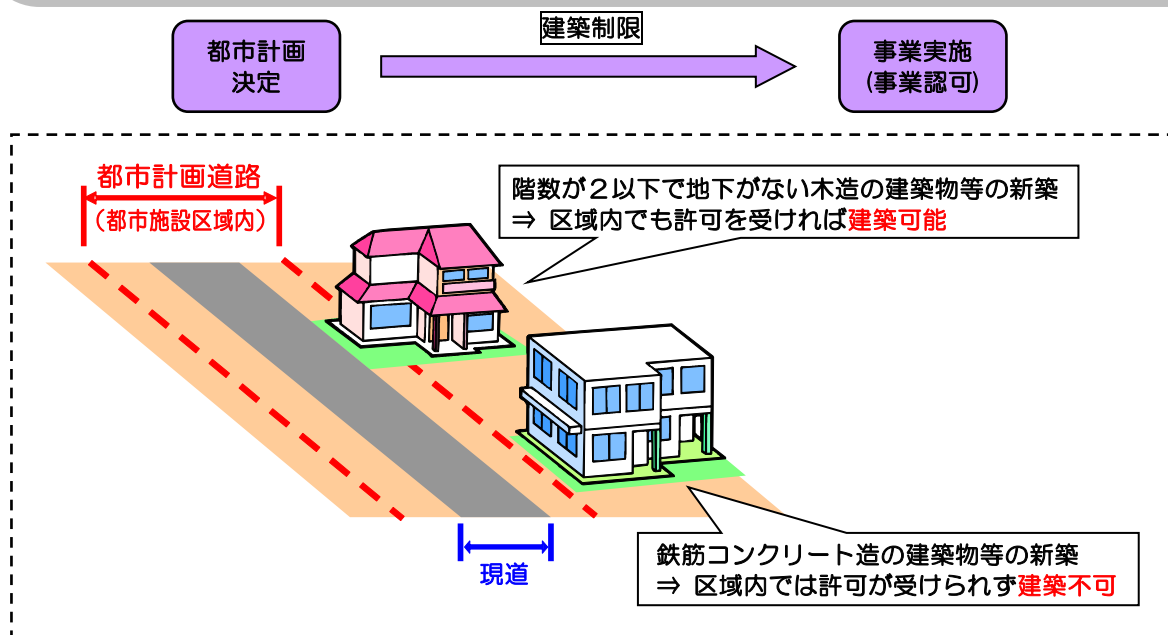 建築制限
都市計画
決定
事業実施
(事業認可)
都市計画道路
(都市施設区域内)
階数が２以下で地下がない木造の建築物等の新築
⇒ 区域内でも許可を受ければ建築可能
鉄筋コンクリート造の建築物等の新築
⇒ 区域内では許可が受けられず建築不可
現道